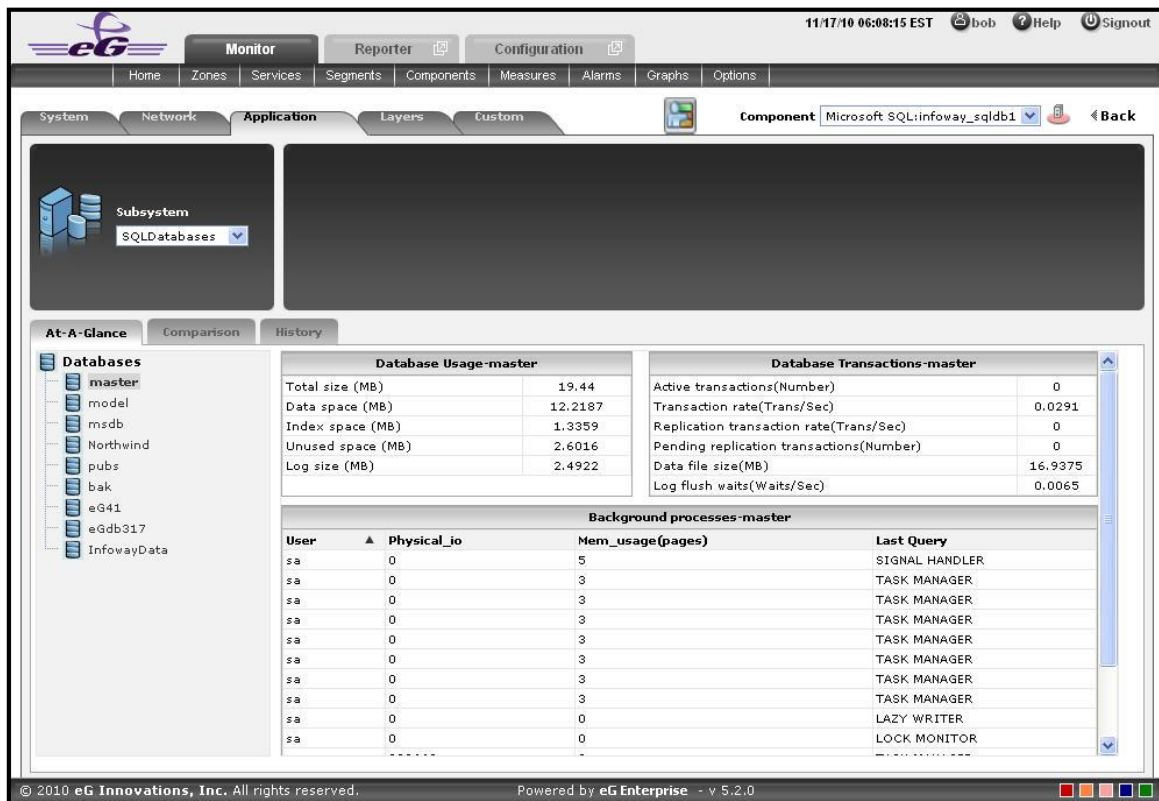 11/17/10 06:08:15 EST bob ? Help Signout
eG
Monitor Reporter Configuration
Home Zones Services Segments Components Measures Alarms Graphs Options
System Network Application Layers Custom Component Microsoft SQL:infoway_sqldb1 Back
Subsystem
SQLDatabases
At-A-Glance Comparison History
Databases
master
model
msdb
Northwind
pubs
bak
eG41
eGdb317
InfowayData
Database Usage-master
Total size (MB) 19.44
Data space (MB) 12.2187
Index space (MB) 1.3359
Unused space (MB) 2.6016
Log size (MB) 2.4922
Database Transactions-master
Active transactions(Number) 0
Transaction rate(Trans/Sec) 0.0291
Replication transaction rate(Trans/Sec) 0
Pending replication transactions(Number) 0
Data file size(MB) 16.9375
Log flush waits(Waits/Sec) 0.0065
Background processes-master
User Physical_io Mem_usage(pages) Last Query
sa 0 5 SIGNAL HANDLER
sa 0 3 TASK MANAGER
sa 0 3 TASK MANAGER
sa 0 3 TASK MANAGER
sa 0 3 TASK MANAGER
sa 0 3 TASK MANAGER
sa 0 3 TASK MANAGER
sa 0 3 TASK MANAGER
sa 0 0 LAZY WRITER
sa 0 0 LOCK MONITOR
© 2010 eG Innovations, Inc. All rights reserved. Powered by eG Enterprise - v 5.2.0